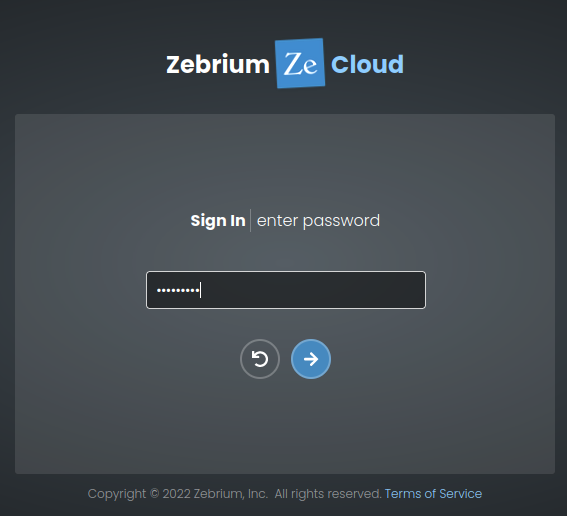 Zebrium Ze Cloud
Sign In enter password
•••••••••
Copyright © 2022 Zebrium, Inc. All rights reserved. Terms of Service